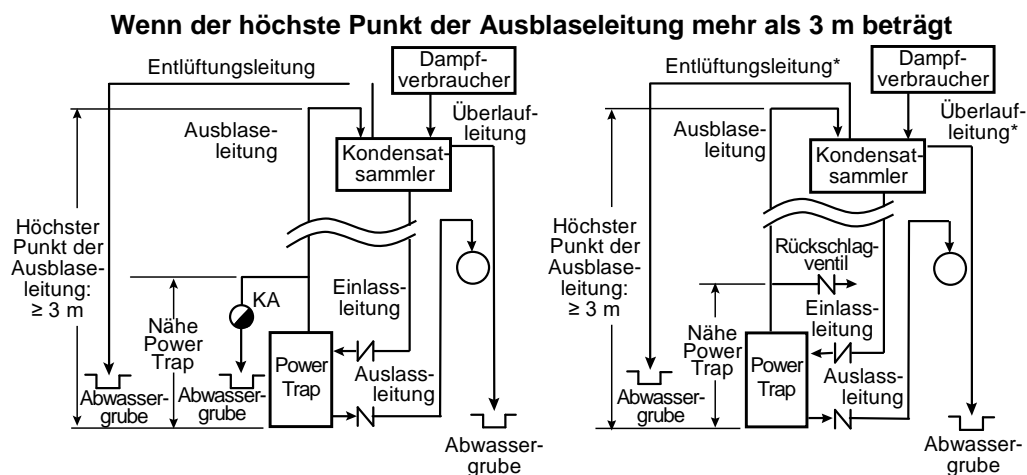 Wenn der höchste Punkt der Ausblaseleitung mehr als 3 m beträgt
Entlüftungsleitung
Dampf-
verbraucher
Überlauf-
leitung
Ausblase-
leitung
Kondensat-
sammler
Höchster
Punkt der
Ausblase-
leitung:
≥ 3 m
KA
Einlass-
leitung
Nähe
Power
Trap
Power
Trap
Auslass-
leitung
Abwasser-
grube
Abwasser-
grube
Abwasser-
grube
Entlüftungsleitung*
Dampf-
verbraucher
Überlauf-
leitung*
Ausblase-
leitung
Kondensat-
sammler
Höchster
Punkt der
Ausblase-
leitung:
≥ 3 m
Rückschlag-
ventil
Einlass-
leitung
Nähe
Power
Trap
Power
Trap
Auslass-
leitung
Abwasser-
grube
Abwasser-
grube